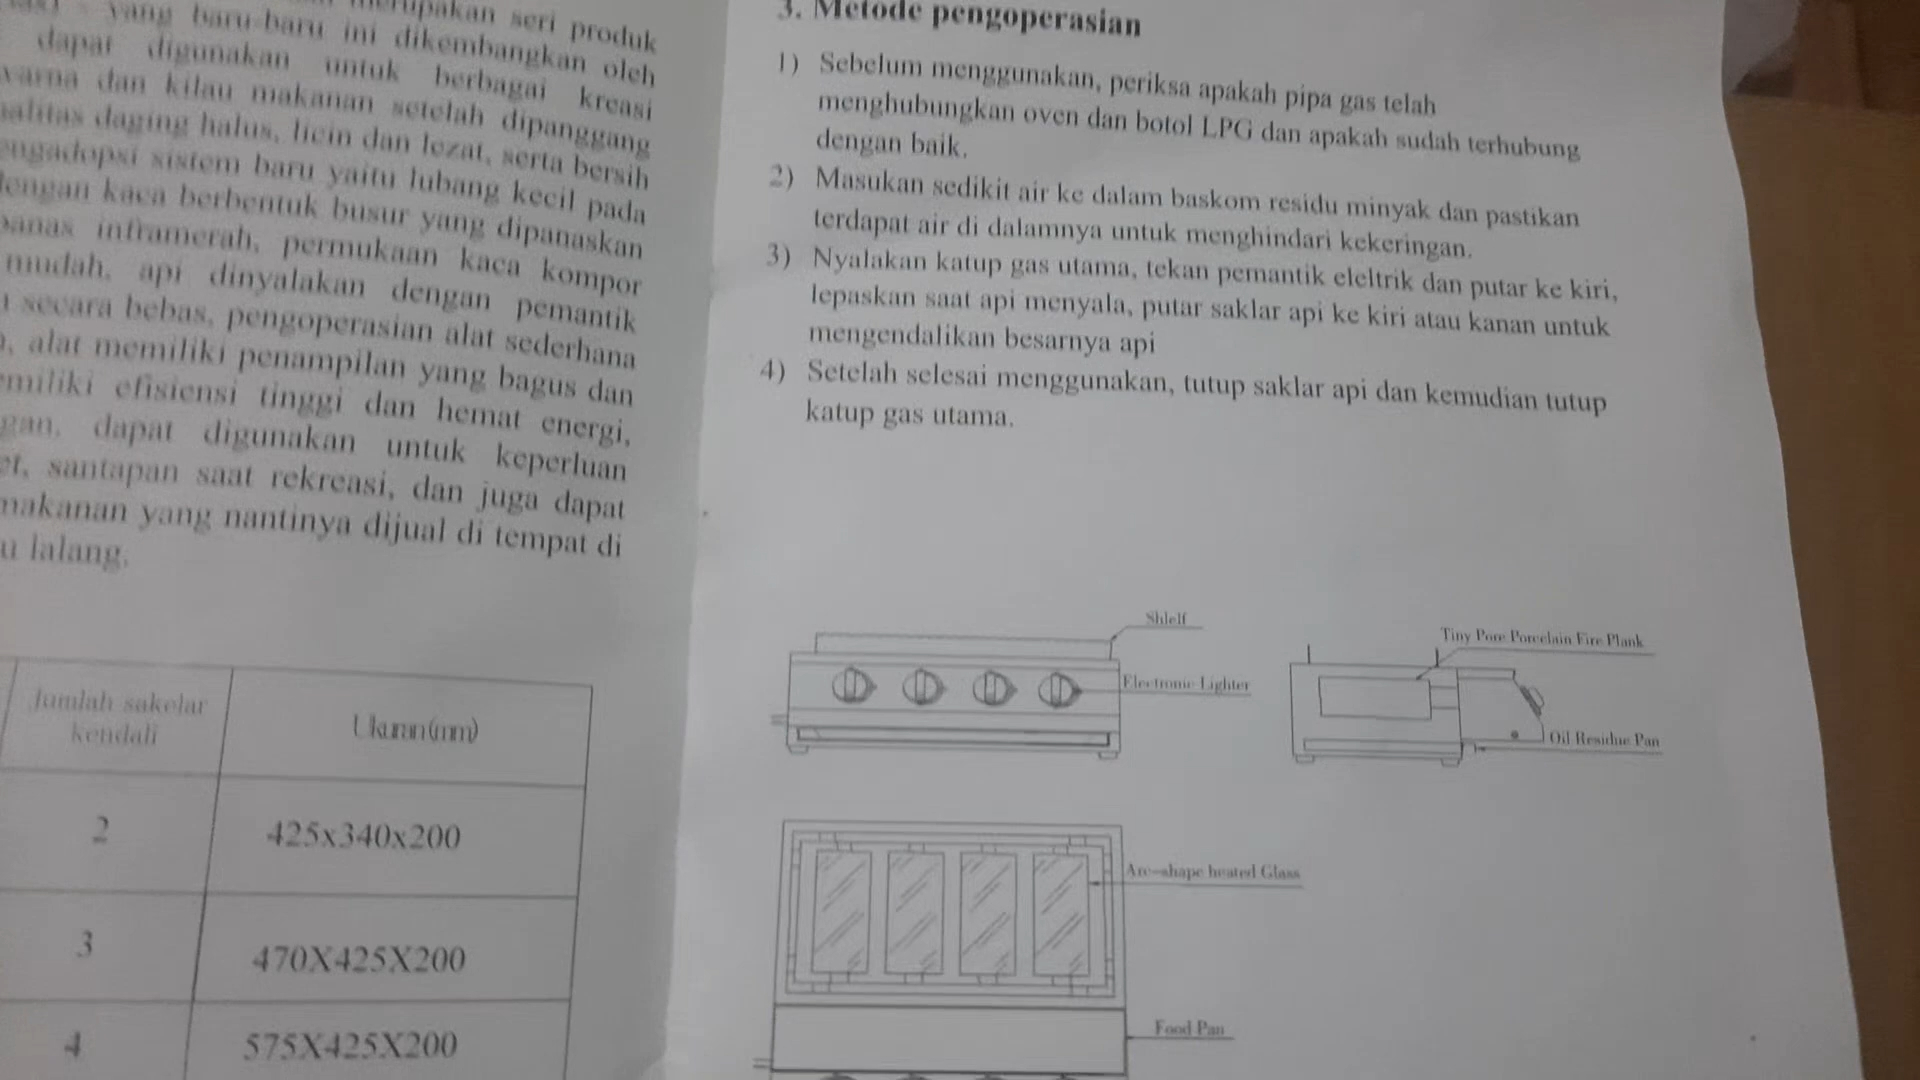 merupakan seri produk
yang baru-baru ini dikembangkan oleh
dapat digunakan untuk berbagai kreasi
warna dan kilau makanan setelah dipanggang
halus, licin dan lezat, serta bersih
sistem baru yaitu lubang kecil pada
dengan kaca berbentuk busur yang dipanaskan
panas inframerah, permukaan kaca kompor
mudah, api dinyalakan dengan pemantik
secara bebas, pengoperasian alat sederhana
alat memiliki penampilan yang bagus dan
efisiensi tinggi dan hemat energi,
dapat digunakan untuk keperluan
santapan saat rekreasi, dan juga dapat
makanan yang nantinya dijual di tempat di
lalang.
Jumlah sakelar
kendali
Ukuran(mm)
2
425x340x200
3
470X425X200
4
575X425X200
3. Metode pengoperasian
1) Sebelum menggunakan, periksa apakah pipa gas telah
menghubungkan oven dan botol LPG dan apakah sudah terhubung
dengan baik.
2) Masukan sedikit air ke dalam baskom residu minyak dan pastikan
terdapat air di dalamnya untuk menghindari kekeringan.
3) Nyalakan katup gas utama, tekan pemantik eleltrik dan putar ke kiri,
lepaskan saat api menyala, putar saklar api ke kiri atau kanan untuk
mengendalikan besarnya api
4) Setelah selesai menggunakan, tutup saklar api dan kemudian tutup
katup gas utama.
Shlelf
Electronic Lighter
Tiny Pore Porcelain Fire Plank
Oil Residue Pan
Arc-shape heated Glass
Food Pan